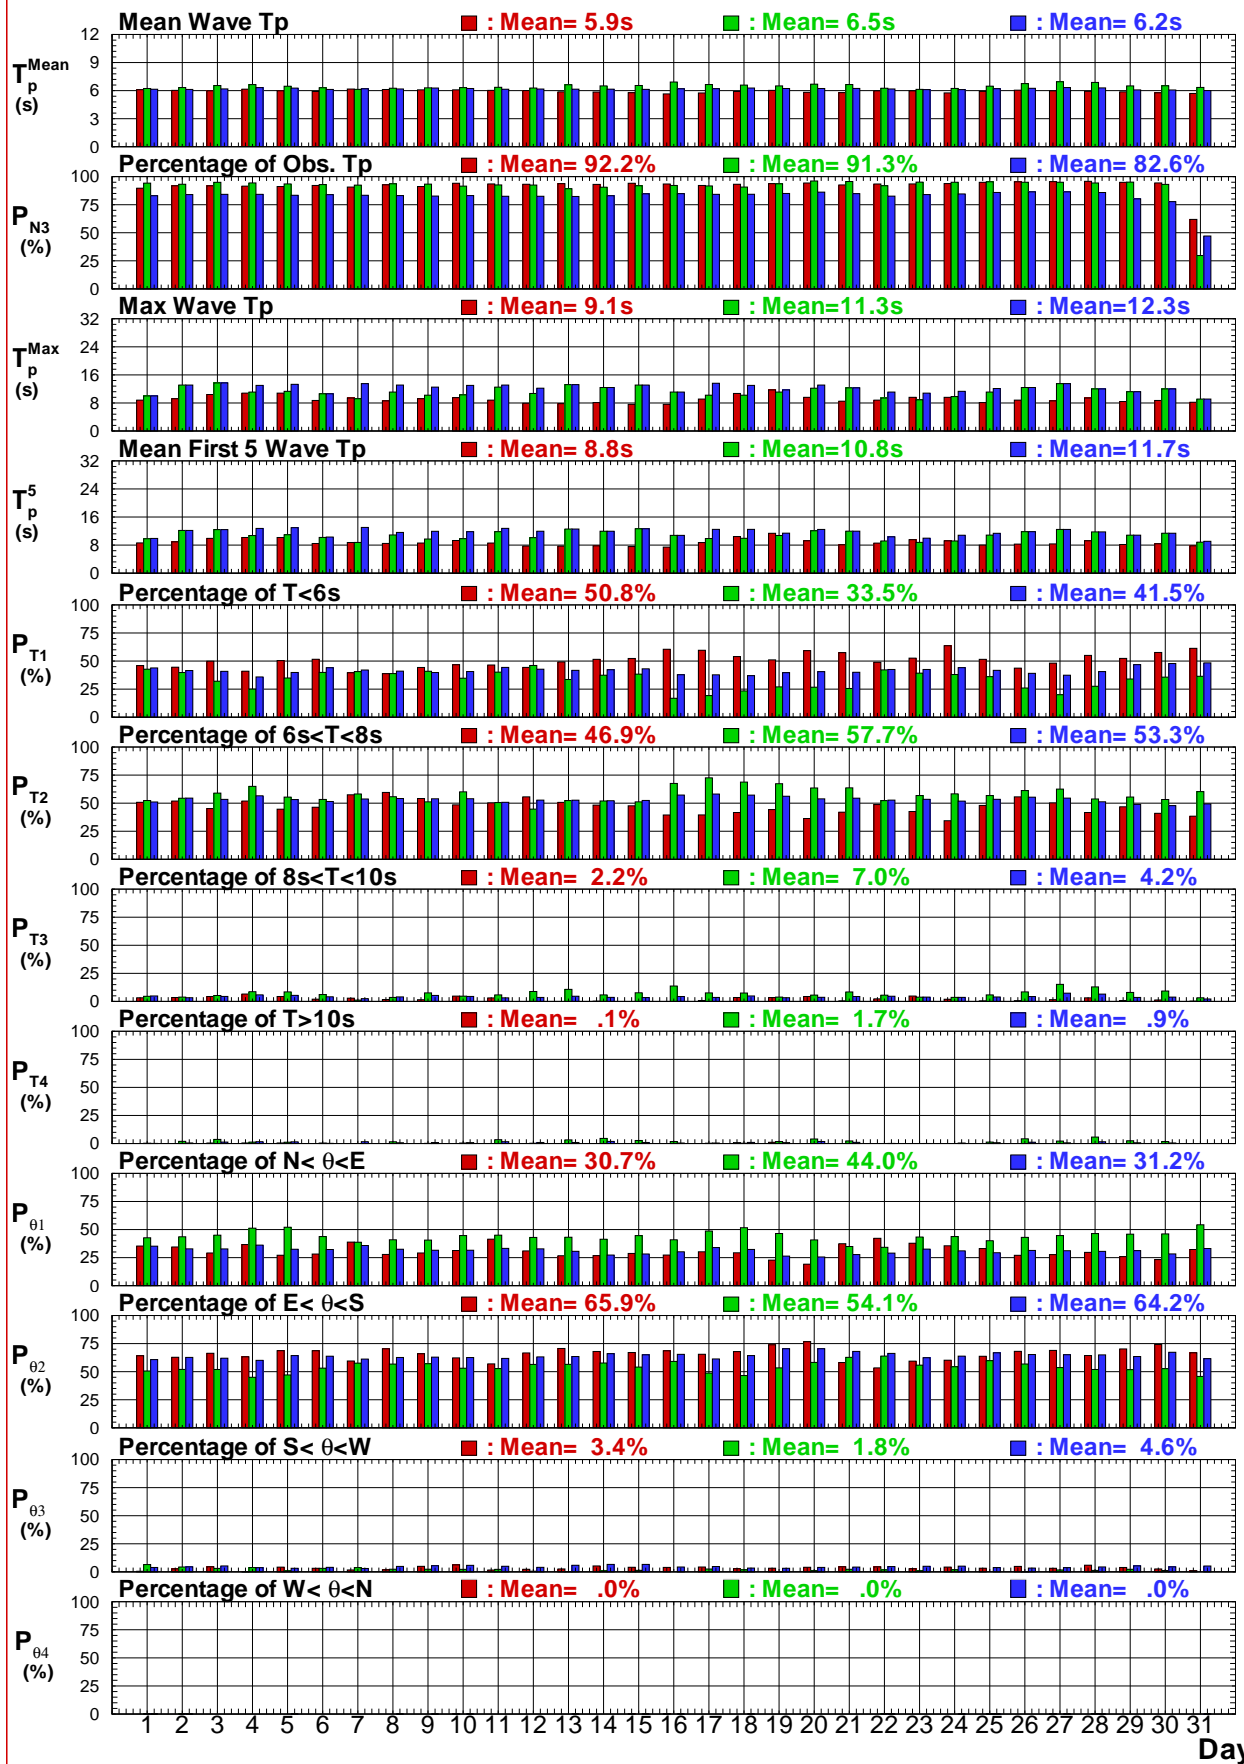 Mean Wave Tp : Mean= 5.9s : Mean= 6.5s : Mean= 6.2s
12
9
6
3
0
T_p^Mean
(s)
Percentage of Obs. Tp : Mean= 92.2% : Mean= 91.3% : Mean= 82.6%
100
75
50
25
0
P_N3
(%)
Max Wave Tp : Mean= 9.1s : Mean=11.3s : Mean=12.3s
32
24
16
8
0
T_p^Max
(s)
Mean First 5 Wave Tp : Mean= 8.8s : Mean=10.8s : Mean=11.7s
32
24
16
8
0
T_p^5
(s)
Percentage of T<6s : Mean= 50.8% : Mean= 33.5% : Mean= 41.5%
100
75
50
25
0
P_T1
(%)
Percentage of 6s<T<8s : Mean= 46.9% : Mean= 57.7% : Mean= 53.3%
100
75
50
25
0
P_T2
(%)
Percentage of 8s<T<10s : Mean= 2.2% : Mean= 7.0% : Mean= 4.2%
100
75
50
25
0
P_T3
(%)
Percentage of T>10s : Mean= .1% : Mean= 1.7% : Mean= .9%
100
75
50
25
0
P_T4
(%)
Percentage of N< θ<E : Mean= 30.7% : Mean= 44.0% : Mean= 31.2%
100
75
50
25
0
P_θ1
(%)
Percentage of E< θ<S : Mean= 65.9% : Mean= 54.1% : Mean= 64.2%
100
75
50
25
0
P_θ2
(%)
Percentage of S< θ<W : Mean= 3.4% : Mean= 1.8% : Mean= 4.6%
100
75
50
25
0
P_θ3
(%)
Percentage of W< θ<N : Mean= .0% : Mean= .0% : Mean= .0%
100
75
50
25
0
P_θ4
(%)
1 2 3 4 5 6 7 8 9 10 11 12 13 14 15 16 17 18 19 20 21 22 23 24 25 26 27 28 29 30 31
Day